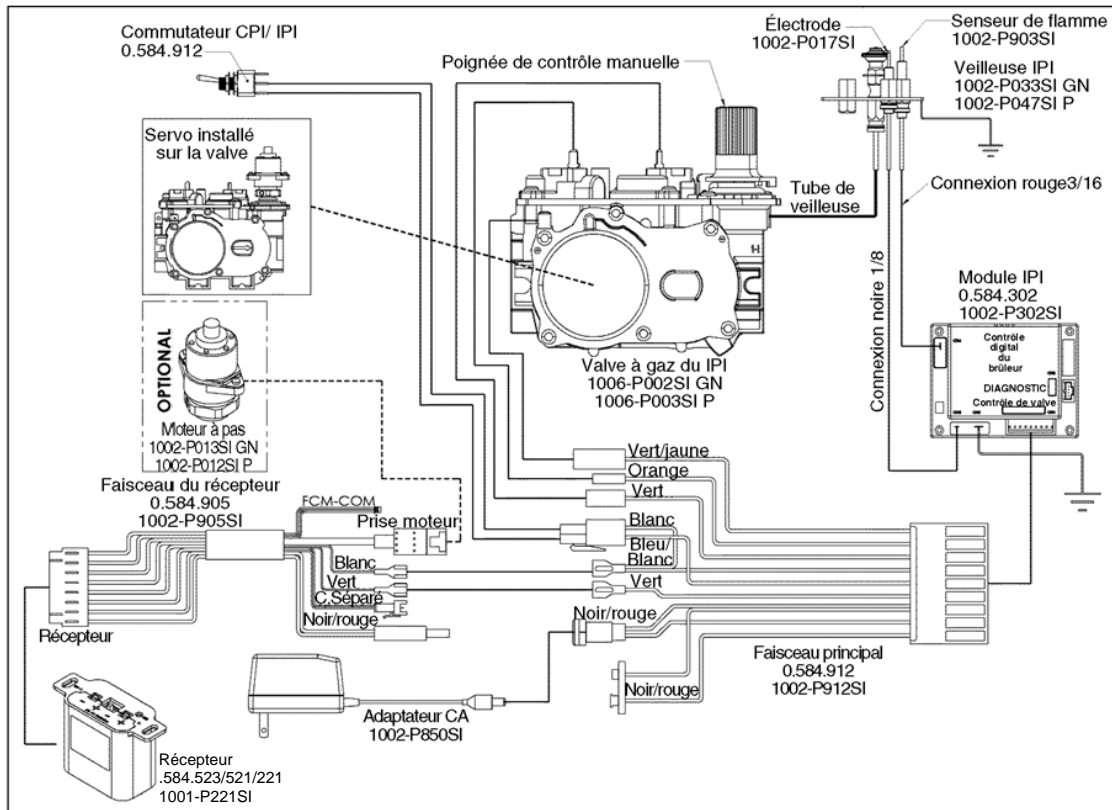 Commutateur CPI/ IPI
0.584.912
Électrode
1002-P017SI
Senseur de flamme
1002-P903SI
Poignée de contrôle manuelle
Veilleuse IPI
1002-P033SI GN
1002-P047SI P
Servo installé
sur la valve
Tube de
veilleuse
Connexion rouge3/16
Connexion noire 1/8
Module IPI
0.584.302
1002-P302SI
Contrôle
digital
du
brûleur
DIAGNOSTIC
Contrôle de valve
H
Valve à gaz du IPI
1006-P002SI GN
1006-P003SI P
OPTIONAL
Moteur à pas
1002-P013SI GN
1002-P012SI P
Faisceau du récepteur
0.584.905
1002-P905SI
FCM-COM
Prise moteur
Vert/jaune
Orange
Vert
Blanc
Bleu/
Blanc
Vert
Blanc
Vert
C.Séparé
Noir/rouge
Noir/rouge
Noir/rouge
Récepteur
Faisceau principal
0.584.912
1002-P912SI
Adaptateur CA
1002-P850SI
Récepteur
.584.523/521/221
1001-P221SI